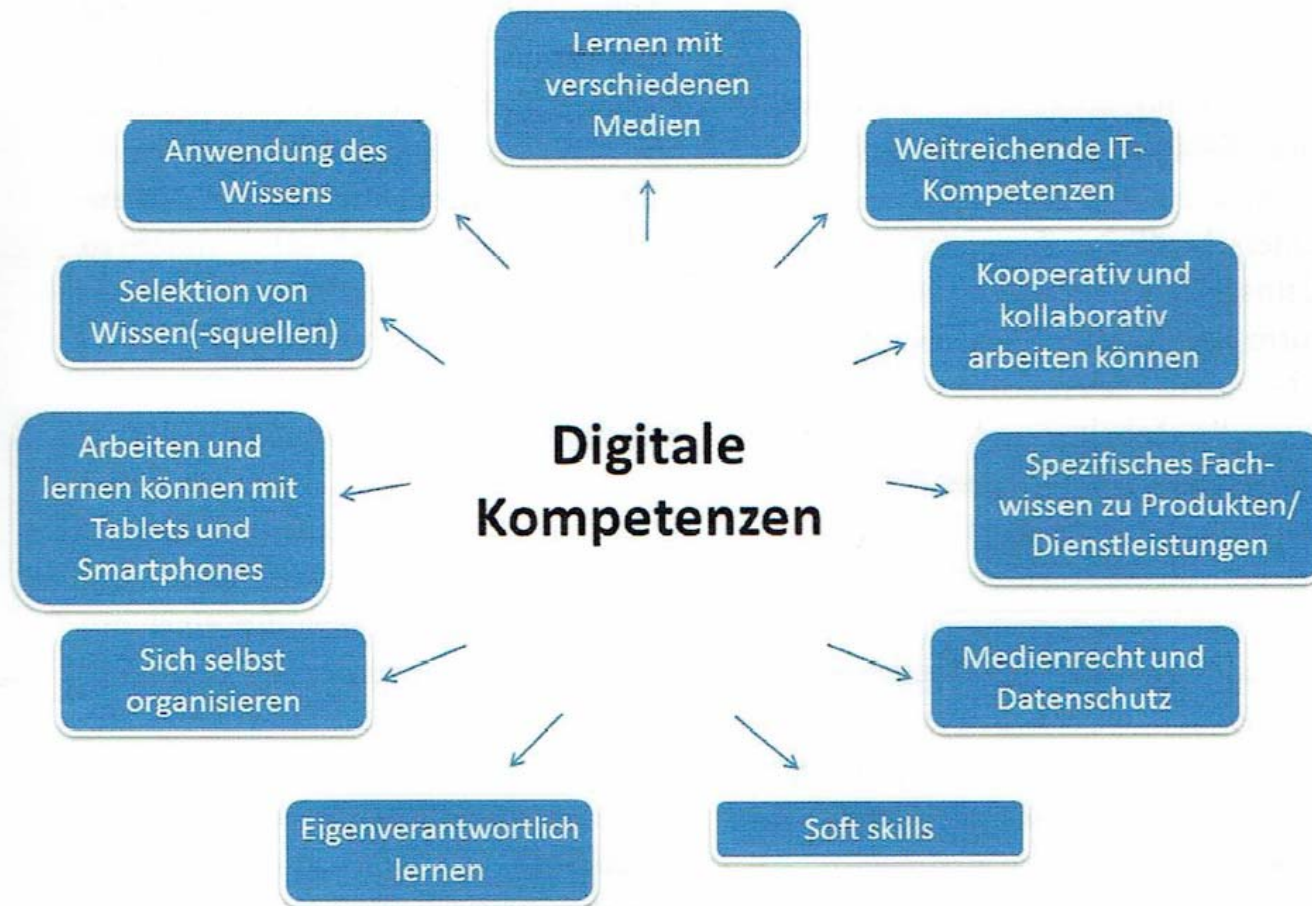 Lernen mit
verschiedenen
Medien
Anwendung des
Wissens
Weitreichende IT-
Kompetenzen
Selektion von
Wissen(-squellen)
Kooperativ und
kollaborativ
arbeiten können
Digitale
Kompetenzen
Arbeiten und
lernen können mit
Tablets und
Smartphones
Spezifisches Fach-
wissen zu Produkten/
Dienstleistungen
Sich selbst
organisieren
Medienrecht und
Datenschutz
Eigenverantwortlich
lernen
Soft skills